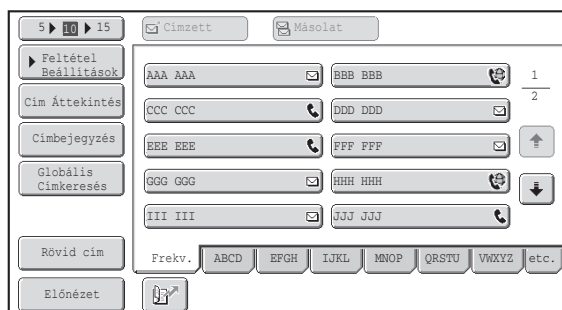 5 10 15
Címzett
Másolat
Feltétel
Beállítások
Cím Áttekintés
Címbejegyzés
Globális
Címkeresés
Rövid cím
Előnézet
AAA AAA
BBB BBB
CCC CCC
DDD DDD
EEE EEE
FFF FFF
GGG GGG
HHH HHH
III III
JJJ JJJ
1
2
Frekv.
ABCD
EFGH
IJKL
MNOP
QRSTU
VWXYZ
etc.